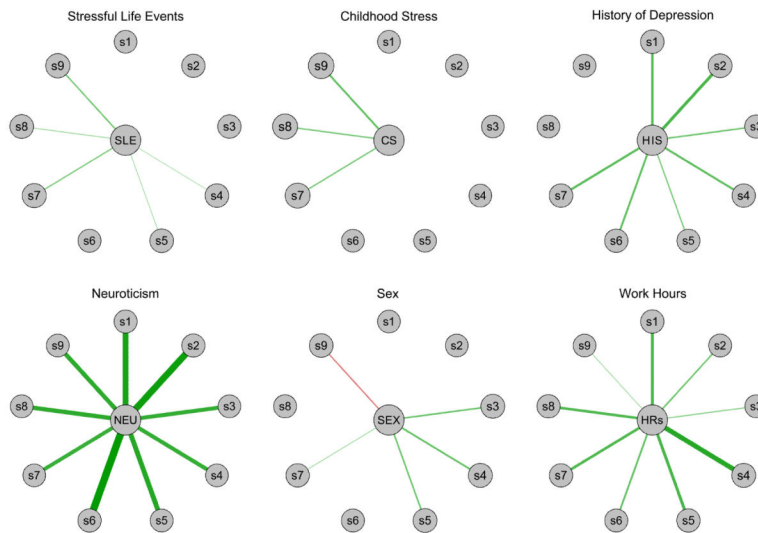 Stressful Life Events
Childhood Stress
History of Depression
s1
s2
s3
s4
s5
s6
s7
s8
s9
SLE
s1
s2
s3
s4
s5
s6
s7
s8
s9
CS
s1
s2
s3
s4
s5
s6
s7
s8
s9
HIS
Neuroticism
Sex
Work Hours
s1
s2
s3
s4
s5
s6
s7
s8
s9
NEU
s1
s2
s3
s4
s5
s6
s7
s8
s9
SEX
s1
s2
s3
s4
s5
s6
s7
s8
s9
HRs